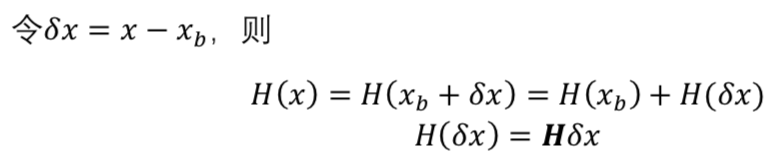 令δx = x − x_b，则
H(x) = H(x_b + δx) = H(x_b) + H(δx)
H(δx) = Hδx